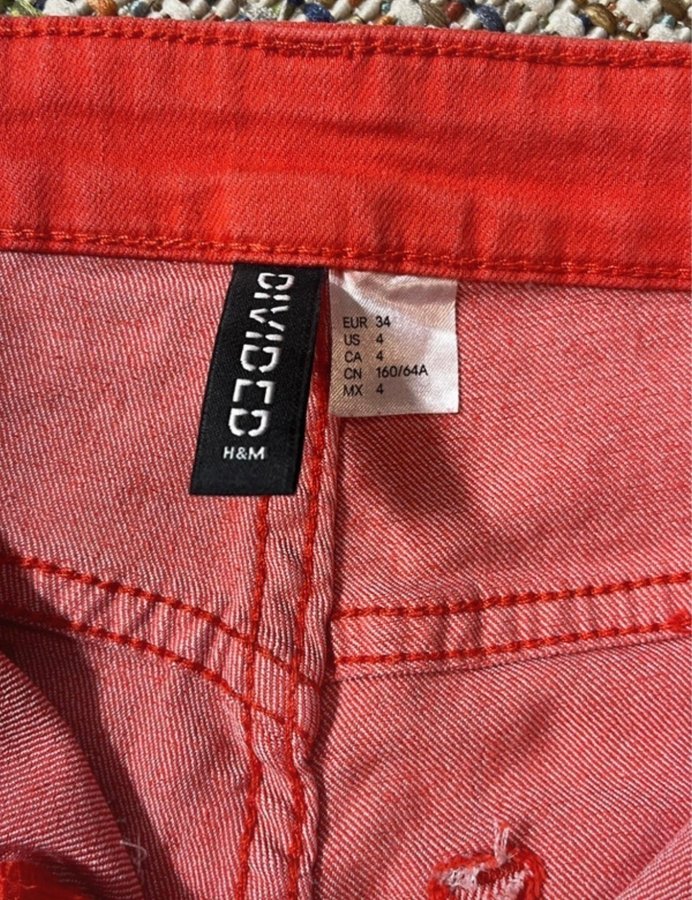 DIVIDED
H&M
EUR 34
US 4
CA 4
CN 160/64A
MX 4